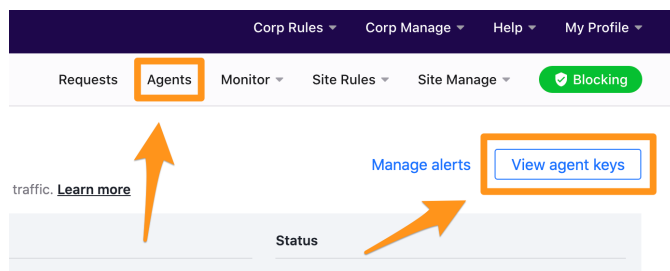 Corp Rules Corp Manage Help My Profile
Requests Agents Monitor Site Rules Site Manage Blocking
Manage alerts View agent keys
traffic. Learn more
Status